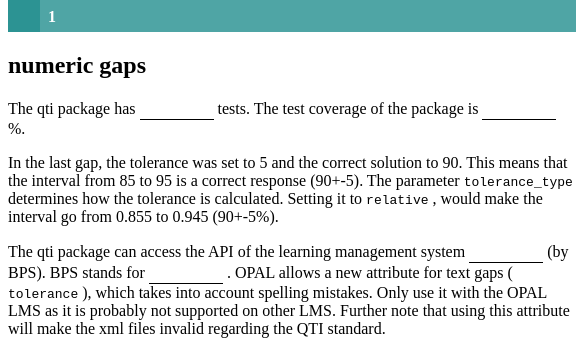 1
numeric gaps
The qti package has ________ tests. The test coverage of the package is ________
%.
In the last gap, the tolerance was set to 5 and the correct solution to 90. This means that
the interval from 85 to 95 is a correct response (90+-5). The parameter tolerance_type
determines how the tolerance is calculated. Setting it to relative , would make the
interval go from 0.855 to 0.945 (90+-5%).
The qti package can access the API of the learning management system ________ (by
BPS). BPS stands for ________ . OPAL allows a new attribute for text gaps (
tolerance ), which takes into account spelling mistakes. Only use it with the OPAL
LMS as it is probably not supported on other LMS. Further note that using this attribute
will make the xml files invalid regarding the QTI standard.